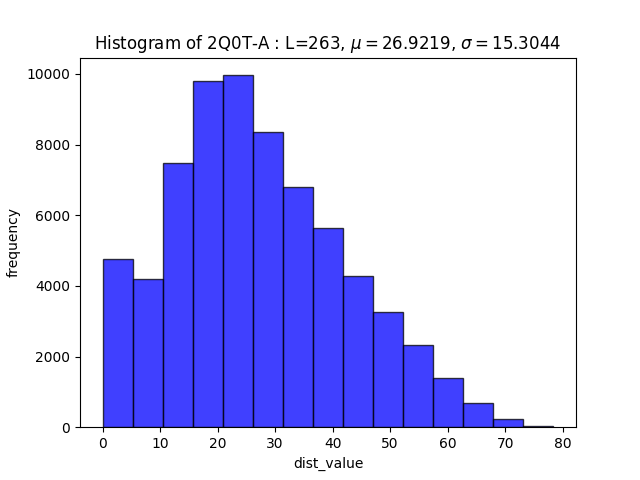 Histogram of 2Q0T-A : L=263, μ = 26.9219, σ = 15.3044
10000
8000
6000
4000
2000
0
frequency
0 10 20 30 40 50 60 70 80
dist_value